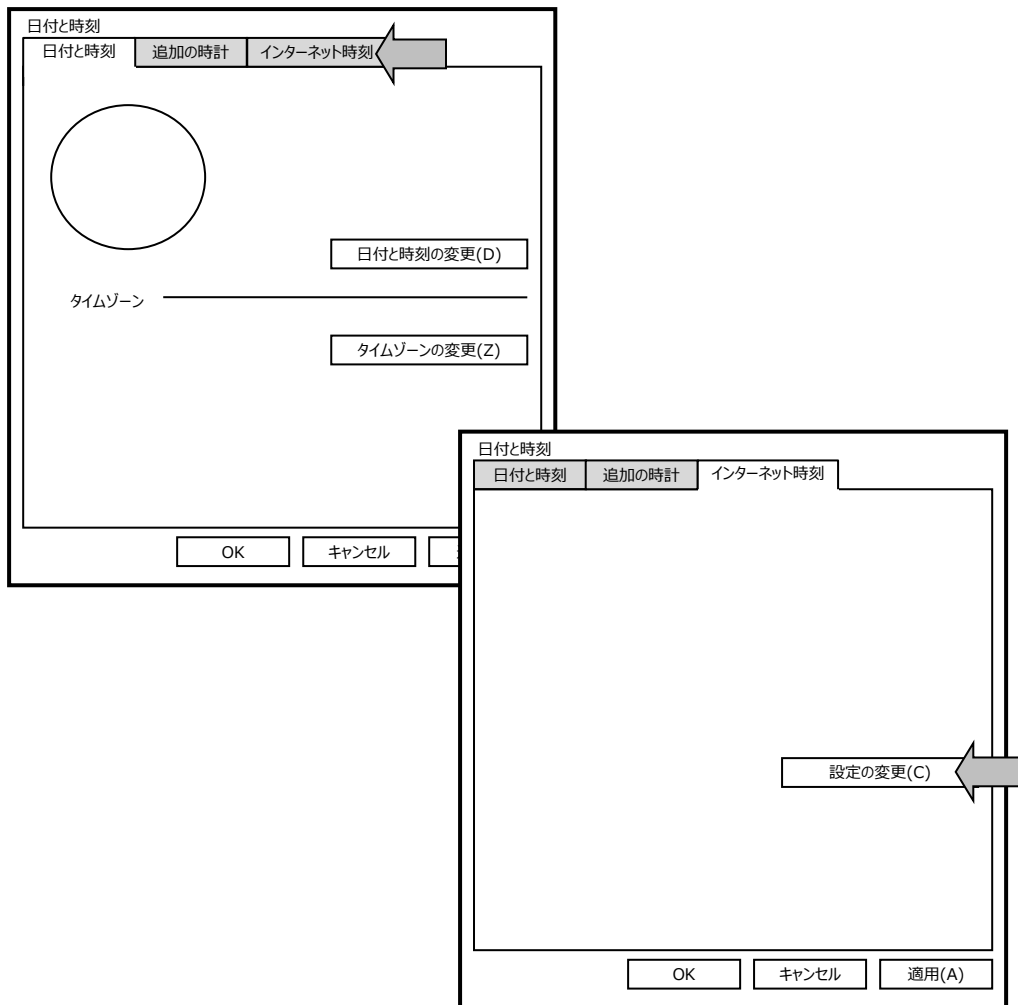 日付と時刻
日付と時刻 追加の時計 インターネット時刻
日付と時刻の変更(D)
タイムゾーン
タイムゾーンの変更(Z)
OK キャンセル
日付と時刻
日付と時刻 追加の時計 インターネット時刻
設定の変更(C)
OK キャンセル 適用(A)